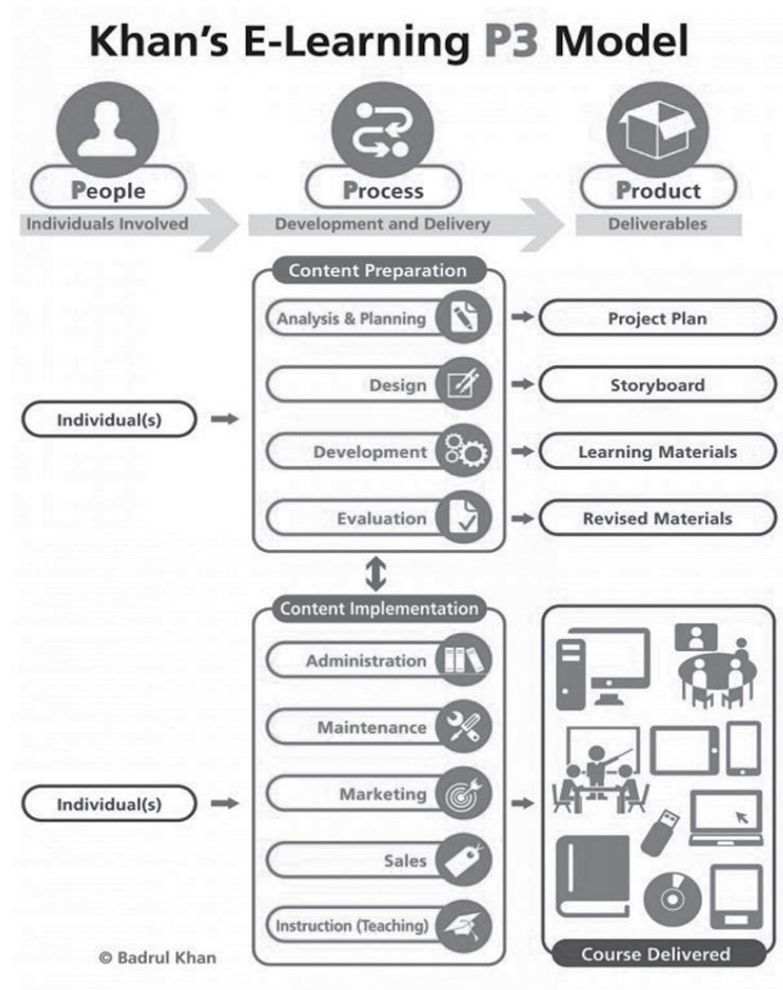 Khan's E-Learning P3 Model
People
Process
Product
Individuals Involved
Development and Delivery
Deliverables
Content Preparation
Analysis & Planning
Project Plan
Design
Storyboard
Individual(s)
Development
Learning Materials
Evaluation
Revised Materials
Content Implementation
Administration
Maintenance
Marketing
Individual(s)
Sales
Instruction (Teaching)
Course Delivered
© Badrul Khan